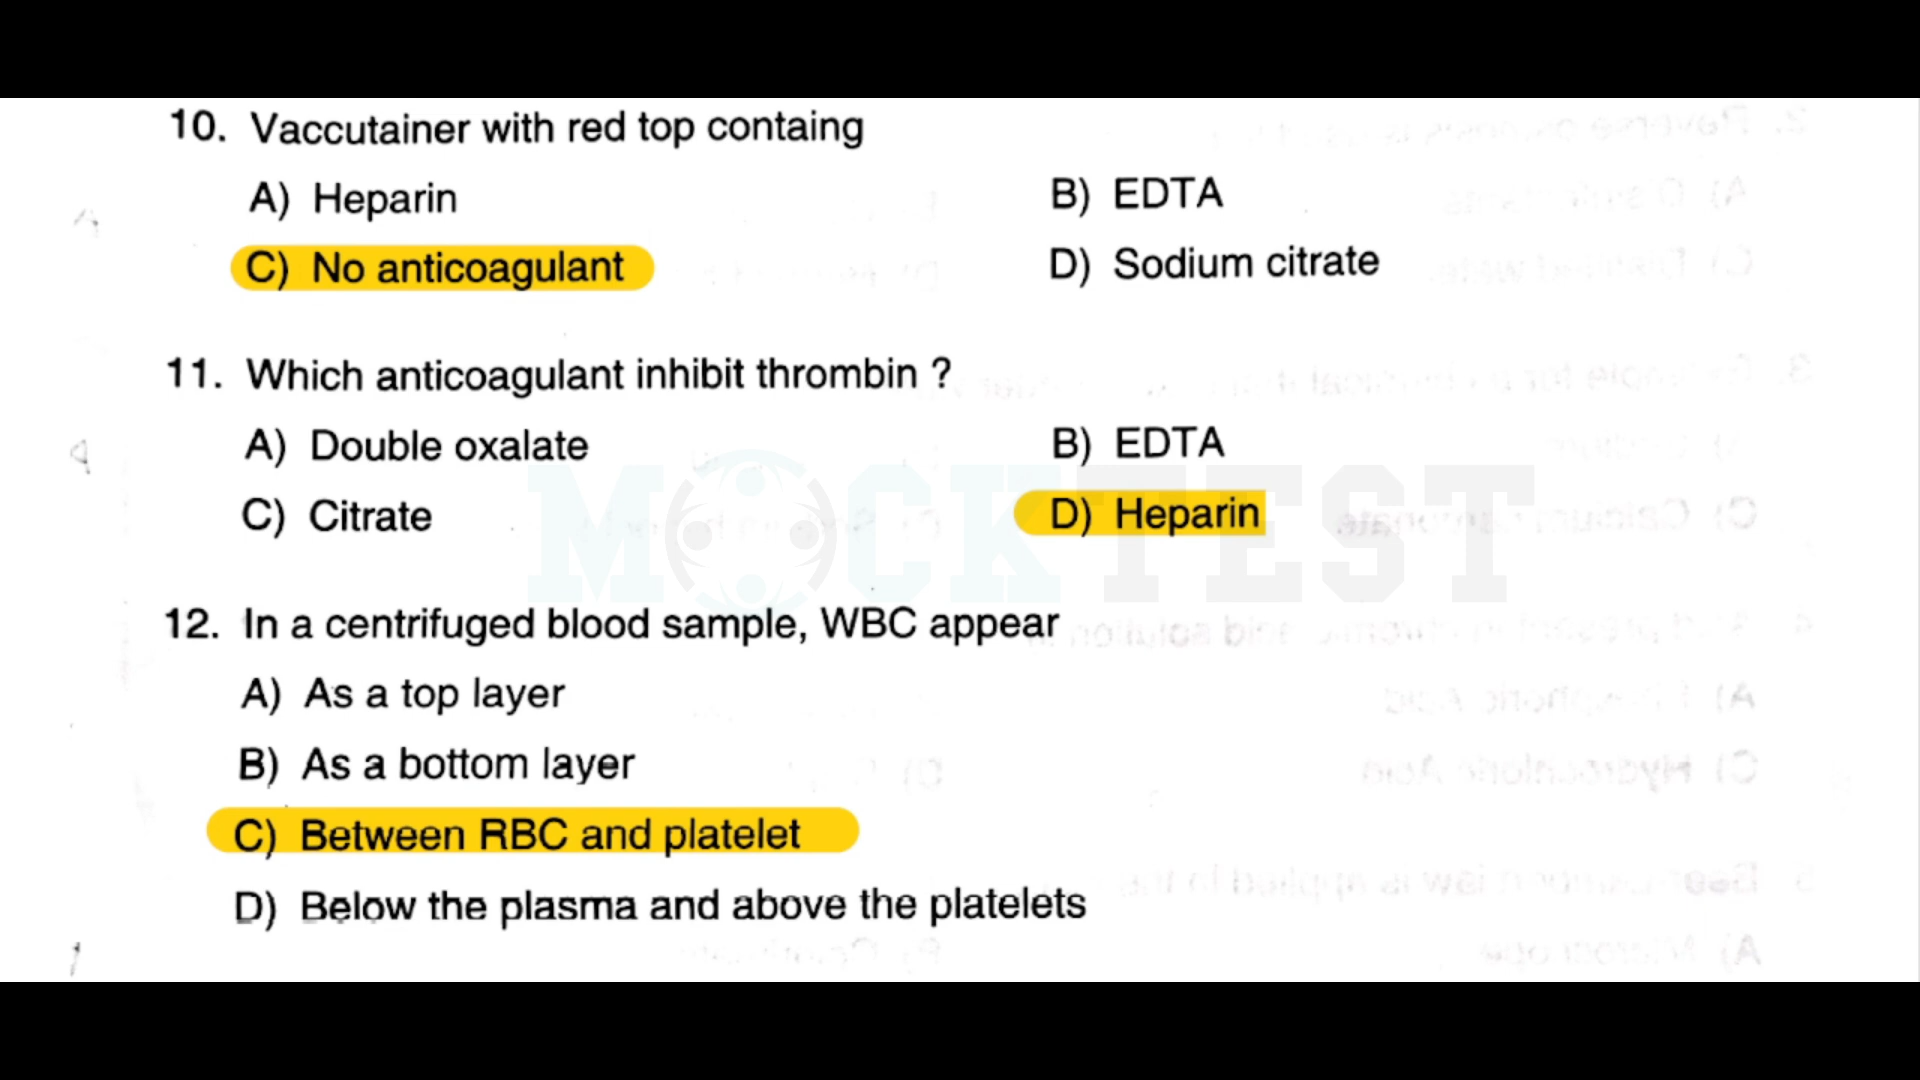 10. Vaccutainer with red top containg
A) Heparin
B) EDTA
C) No anticoagulant
D) Sodium citrate
11. Which anticoagulant inhibit thrombin ?
A) Double oxalate
B) EDTA
C) Citrate
D) Heparin
MOCKTEST
12. In a centrifuged blood sample, WBC appear
A) As a top layer
B) As a bottom layer
C) Between RBC and platelet
D) Below the plasma and above the platelets